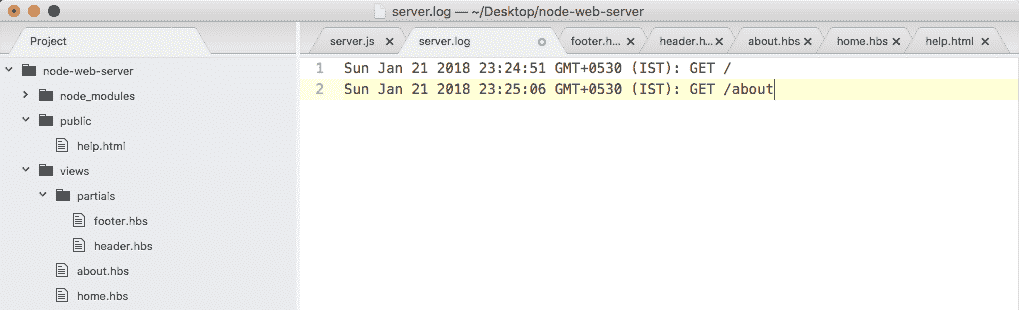 server.log — ~/Desktop/node-web-server
Project
server.js
server.log
footer.h...
header.h...
about.hbs
home.hbs
help.html
node-web-server
node_modules
public
help.html
views
partials
footer.hbs
header.hbs
about.hbs
home.hbs
1 Sun Jan 21 2018 23:24:51 GMT+0530 (IST): GET /
2 Sun Jan 21 2018 23:25:06 GMT+0530 (IST): GET /about